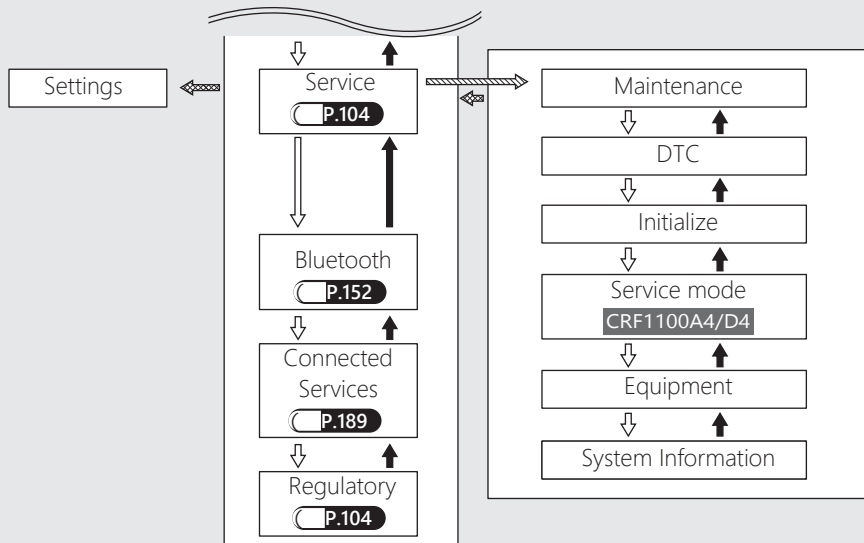 Settings
Service
P.104
Bluetooth
P.152
Connected
Services
P.189
Regulatory
P.104
Maintenance
DTC
Initialize
Service mode
CRF1100A4/D4
Equipment
System Information